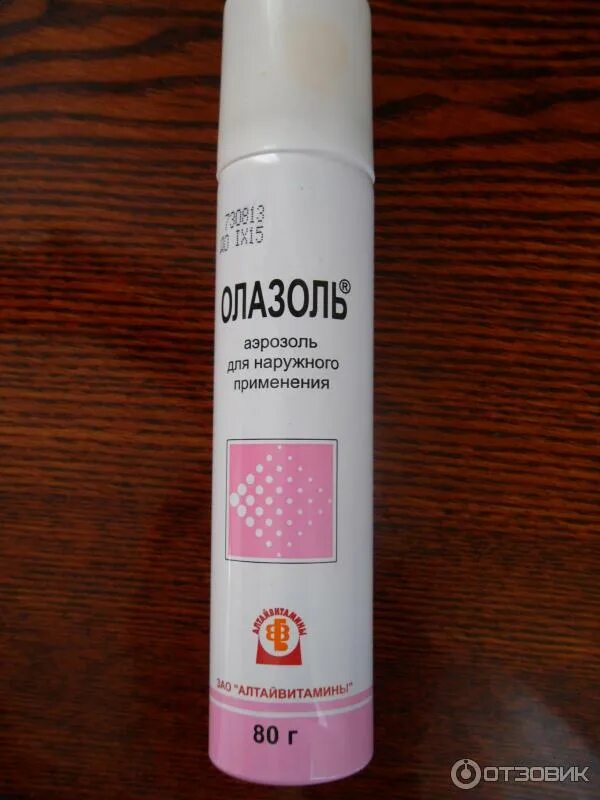 730813
ДО IX15
ОЛАЗОЛЬ®
аэрозоль
для наружного
применения
АЛТАЙВИТАМИНЫ
ЗАО "АЛТАЙВИТАМИНЫ"
80 г
ОТЗОВИК